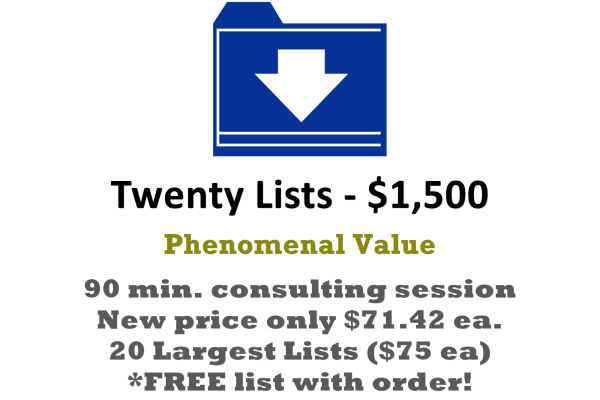 Twenty Lists - $1,500
Phenomenal Value
90 min. consulting session
New price only $71.42 ea.
20 Largest Lists ($75 ea)
*FREE list with order!